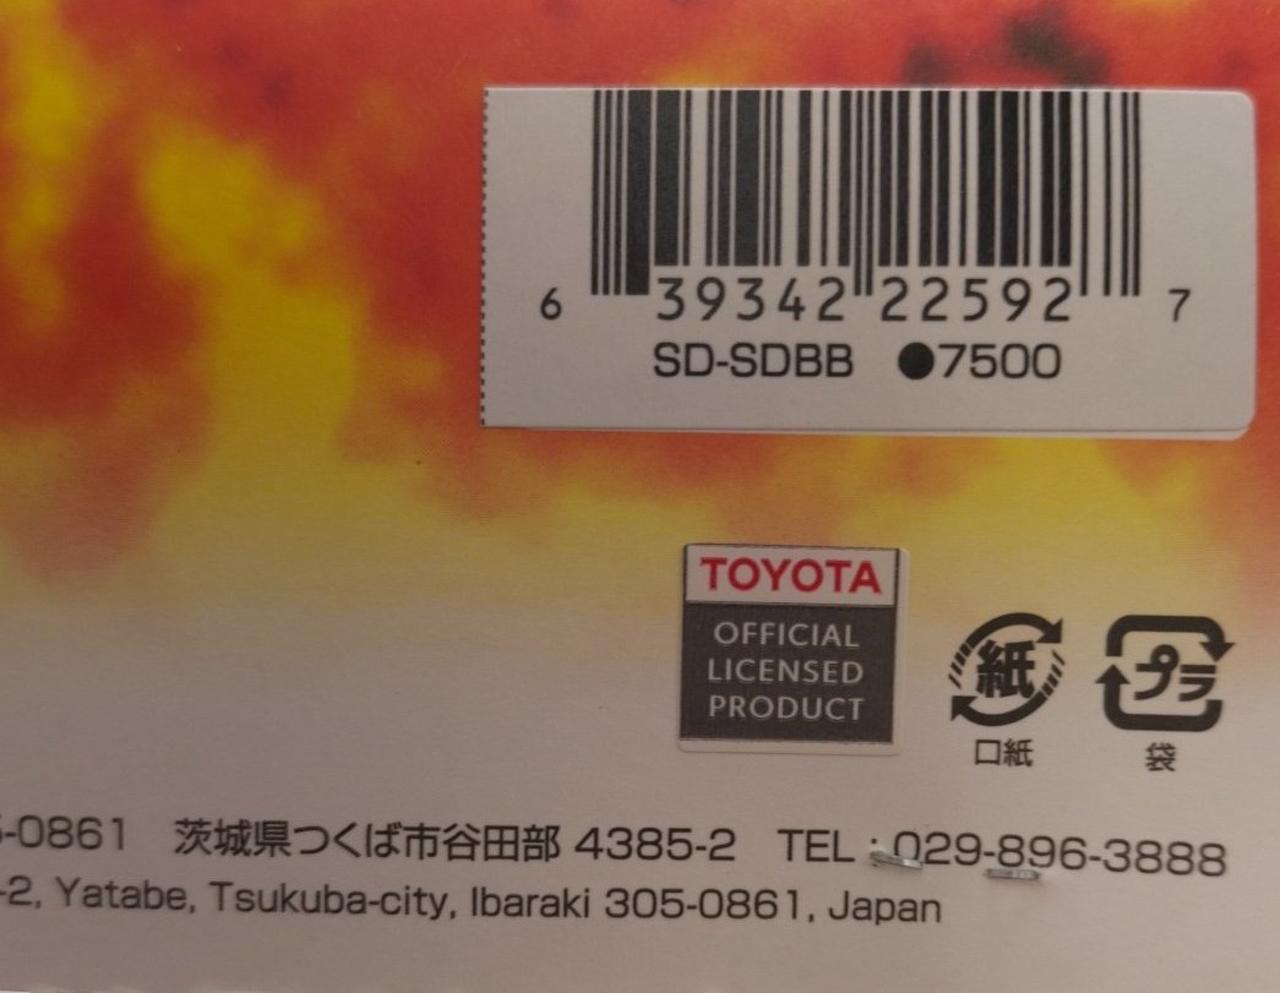 6 39342 22592 7
SD-SDBB ●7500
TOYOTA
OFFICIAL
LICENSED
PRODUCT
紙
口紙
プラ
袋
-0861 茨城県つくば市谷田部 4385-2 TEL : 029-896-3888
-2, Yatabe, Tsukuba-city, Ibaraki 305-0861, Japan